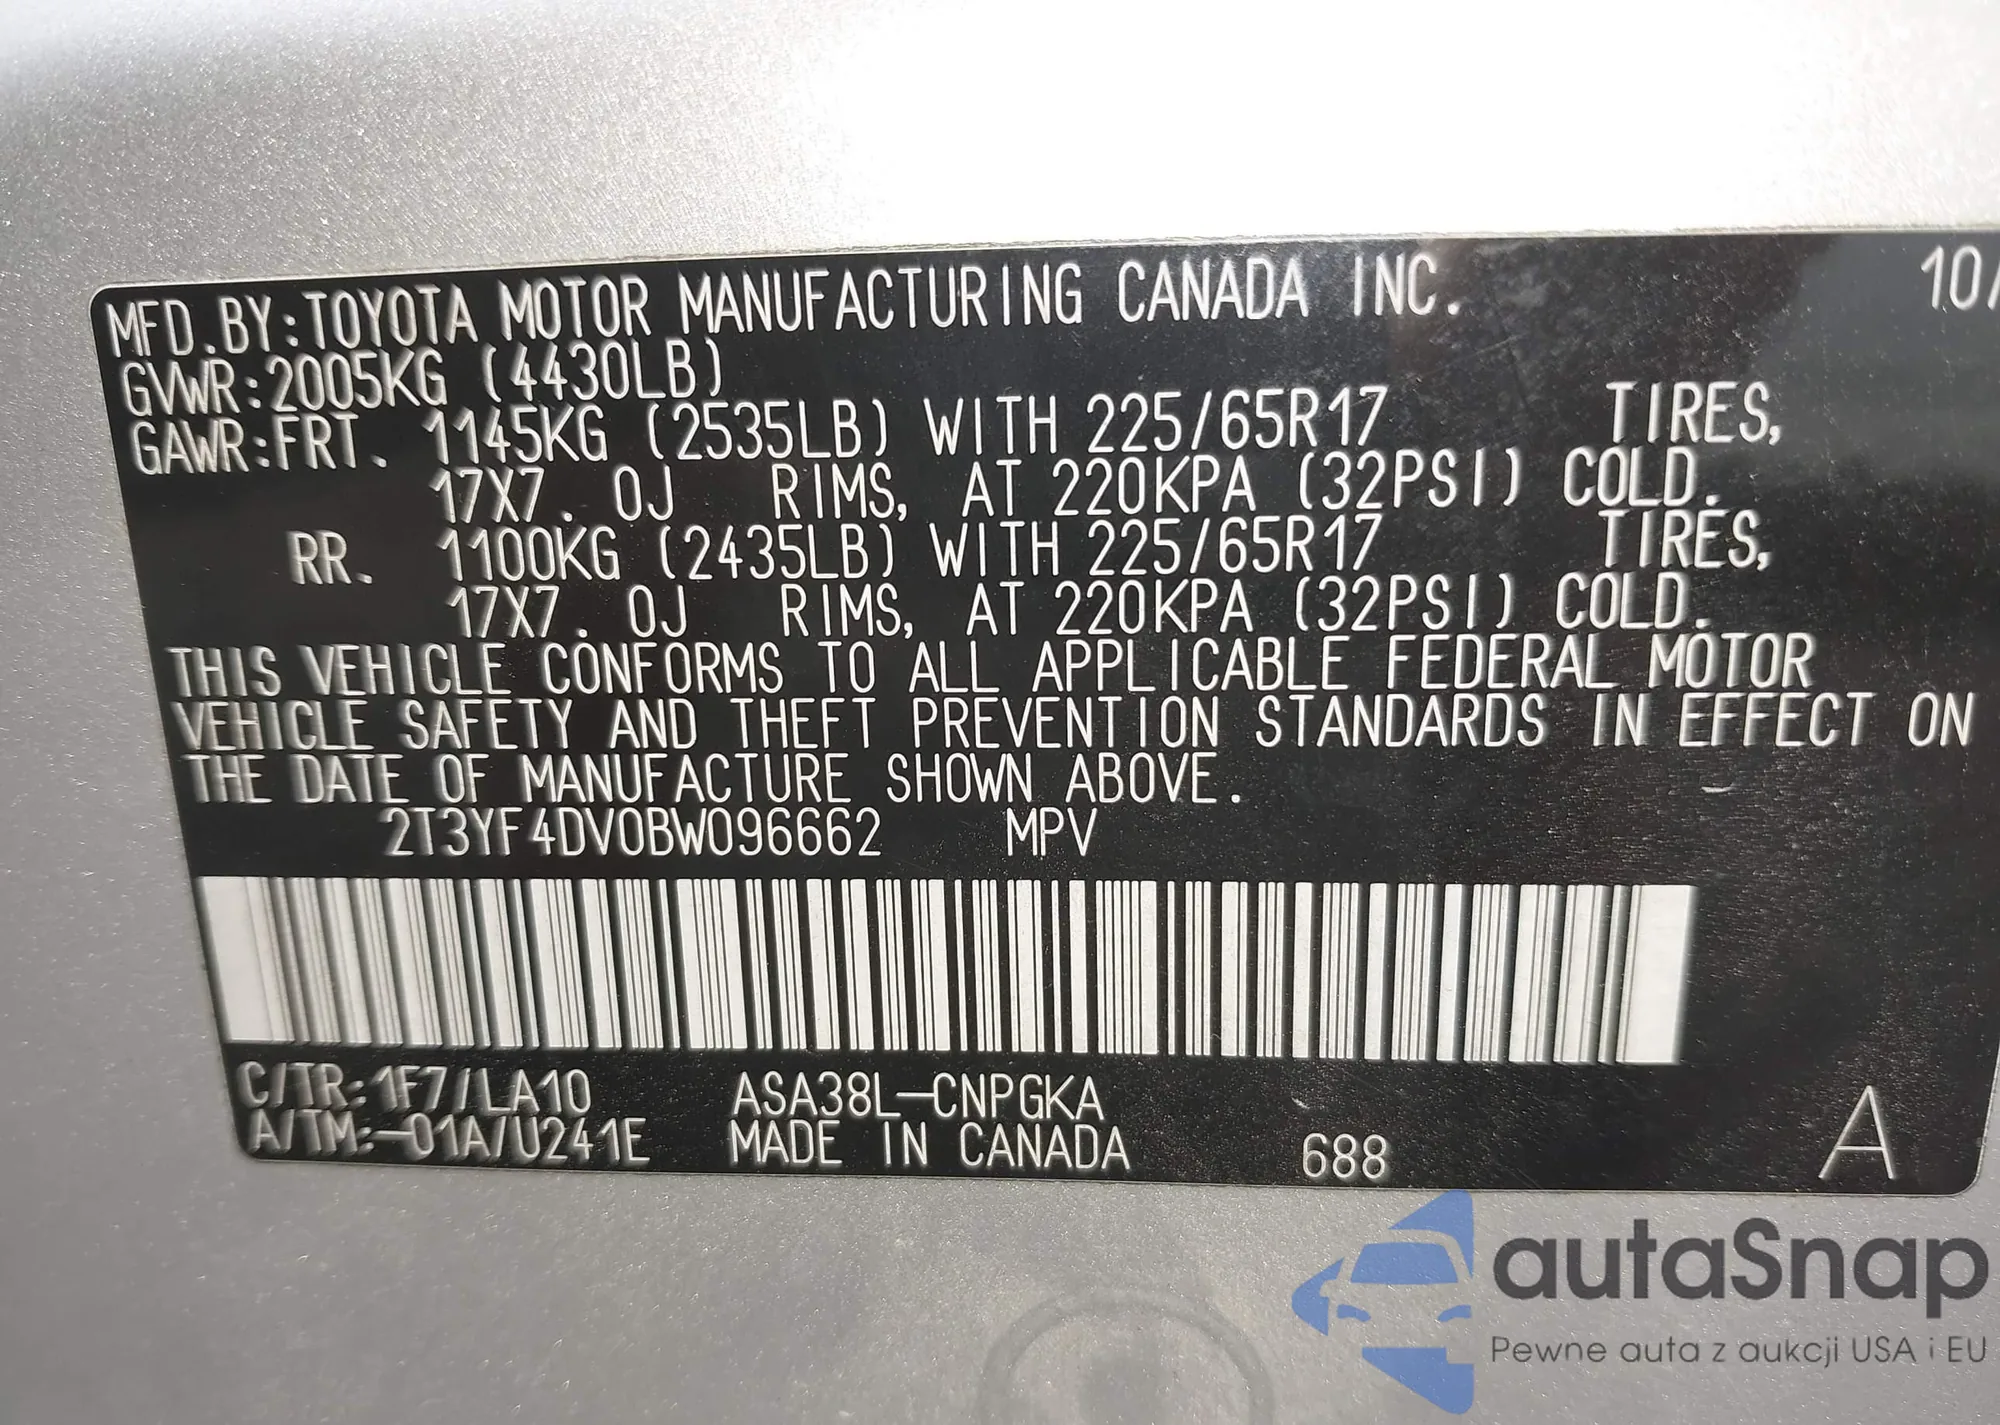 MFD.BY:TOYOTA MOTOR MANUFACTURING CANADA INC. 10/
GVWR:2005KG (4430LB)
GAWR:FRT. 1145KG (2535LB) WITH 225/65R17 TIRES,
17X7.0J RIMS, AT 220KPA (32PSI) COLD.
RR. 1100KG (2435LB) WITH 225/65R17 TIRES,
17X7.0J RIMS, AT 220KPA (32PSI) COLD.
THIS VEHICLE CONFORMS TO ALL APPLICABLE FEDERAL MOTOR
VEHICLE SAFETY AND THEFT PREVENTION STANDARDS IN EFFECT ON
THE DATE OF MANUFACTURE SHOWN ABOVE.
2T3YF4DV0BW096662 MPV
C/TR:1F7/LA10 ASA38L-CNPGKA
A/TM:-01A/U241E MADE IN CANADA 688 A
autaSnap
Pewne auta z aukcji USA i EU